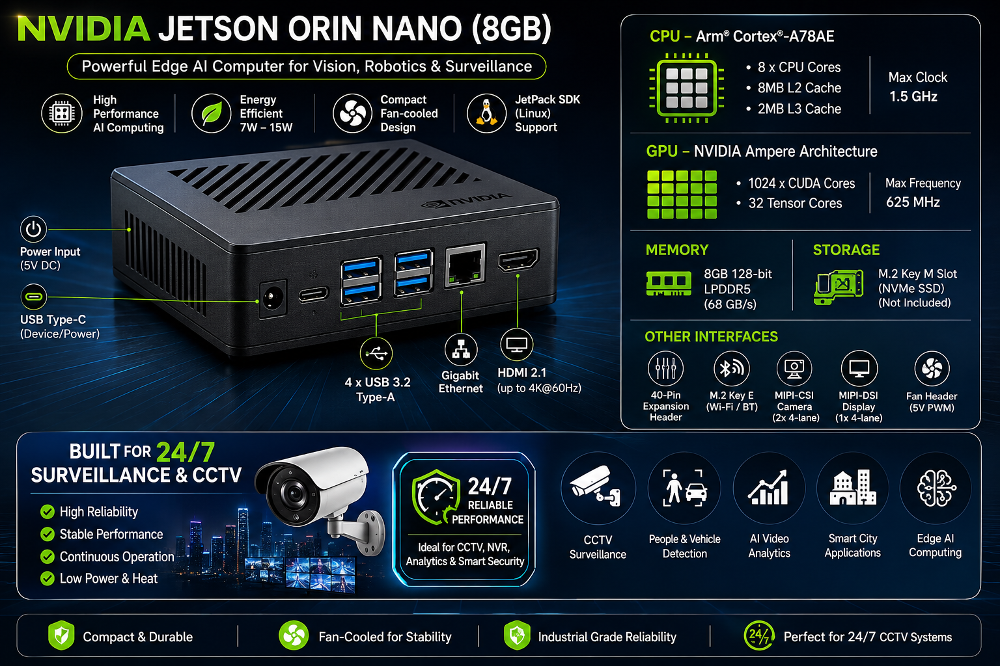 NVIDIA JETSON ORIN NANO (8GB)
Powerful Edge AI Computer for Vision, Robotics & Surveillance
High
Performance
AI Computing
Energy
Efficient
7W – 15W
Compact
Fan-cooled
Design
JetPack SDK
(Linux)
Support
NVIDIA
Power Input
(5V DC)
USB Type-C
(Device/Power)
4 x USB 3.2
Type-A
Gigabit
Ethernet
HDMI 2.1
(up to 4K@60Hz)
CPU – Arm® Cortex®-A78AE
• 8 x CPU Cores
• 8MB L2 Cache
• 2MB L3 Cache
Max Clock
1.5 GHz
GPU – NVIDIA Ampere Architecture
• 1024 x CUDA Cores
• 32 Tensor Cores
Max Frequency
625 MHz
MEMORY
8GB 128-bit
LPDDR5
(68 GB/s)
STORAGE
M.2 Key M Slot
(NVMe SSD)
(Not Included)
OTHER INTERFACES
40-Pin
Expansion
Header
M.2 Key E
(Wi-Fi / BT)
MIPI-CSI
Camera
(2x 4-lane)
MIPI-DSI
Display
(1x 4-lane)
Fan Header
(5V PWM)
BUILT FOR 24/7
SURVEILLANCE & CCTV
High Reliability
Stable Performance
Continuous Operation
Low Power & Heat
24/7
RELIABLE
PERFORMANCE
Ideal for CCTV, NVR,
Analytics & Smart Security
CCTV
Surveillance
People & Vehicle
Detection
AI Video
Analytics
Smart City
Applications
Edge AI
Computing
Compact & Durable
Fan-Cooled for Stability
Industrial Grade Reliability
24/7
Perfect for 24/7 CCTV Systems